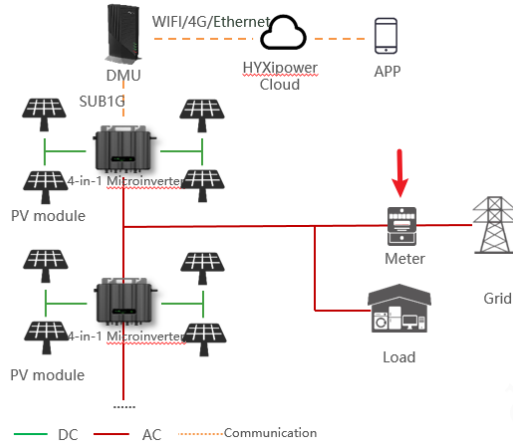 WIFI/4G/Ethernet
DMU
HYXipower
Cloud
APP
SUB1G
4-in-1 Microinverter
PV module
Meter
Grid
4-in-1 Microinverter
Load
PV module
......
DC
AC
Communication